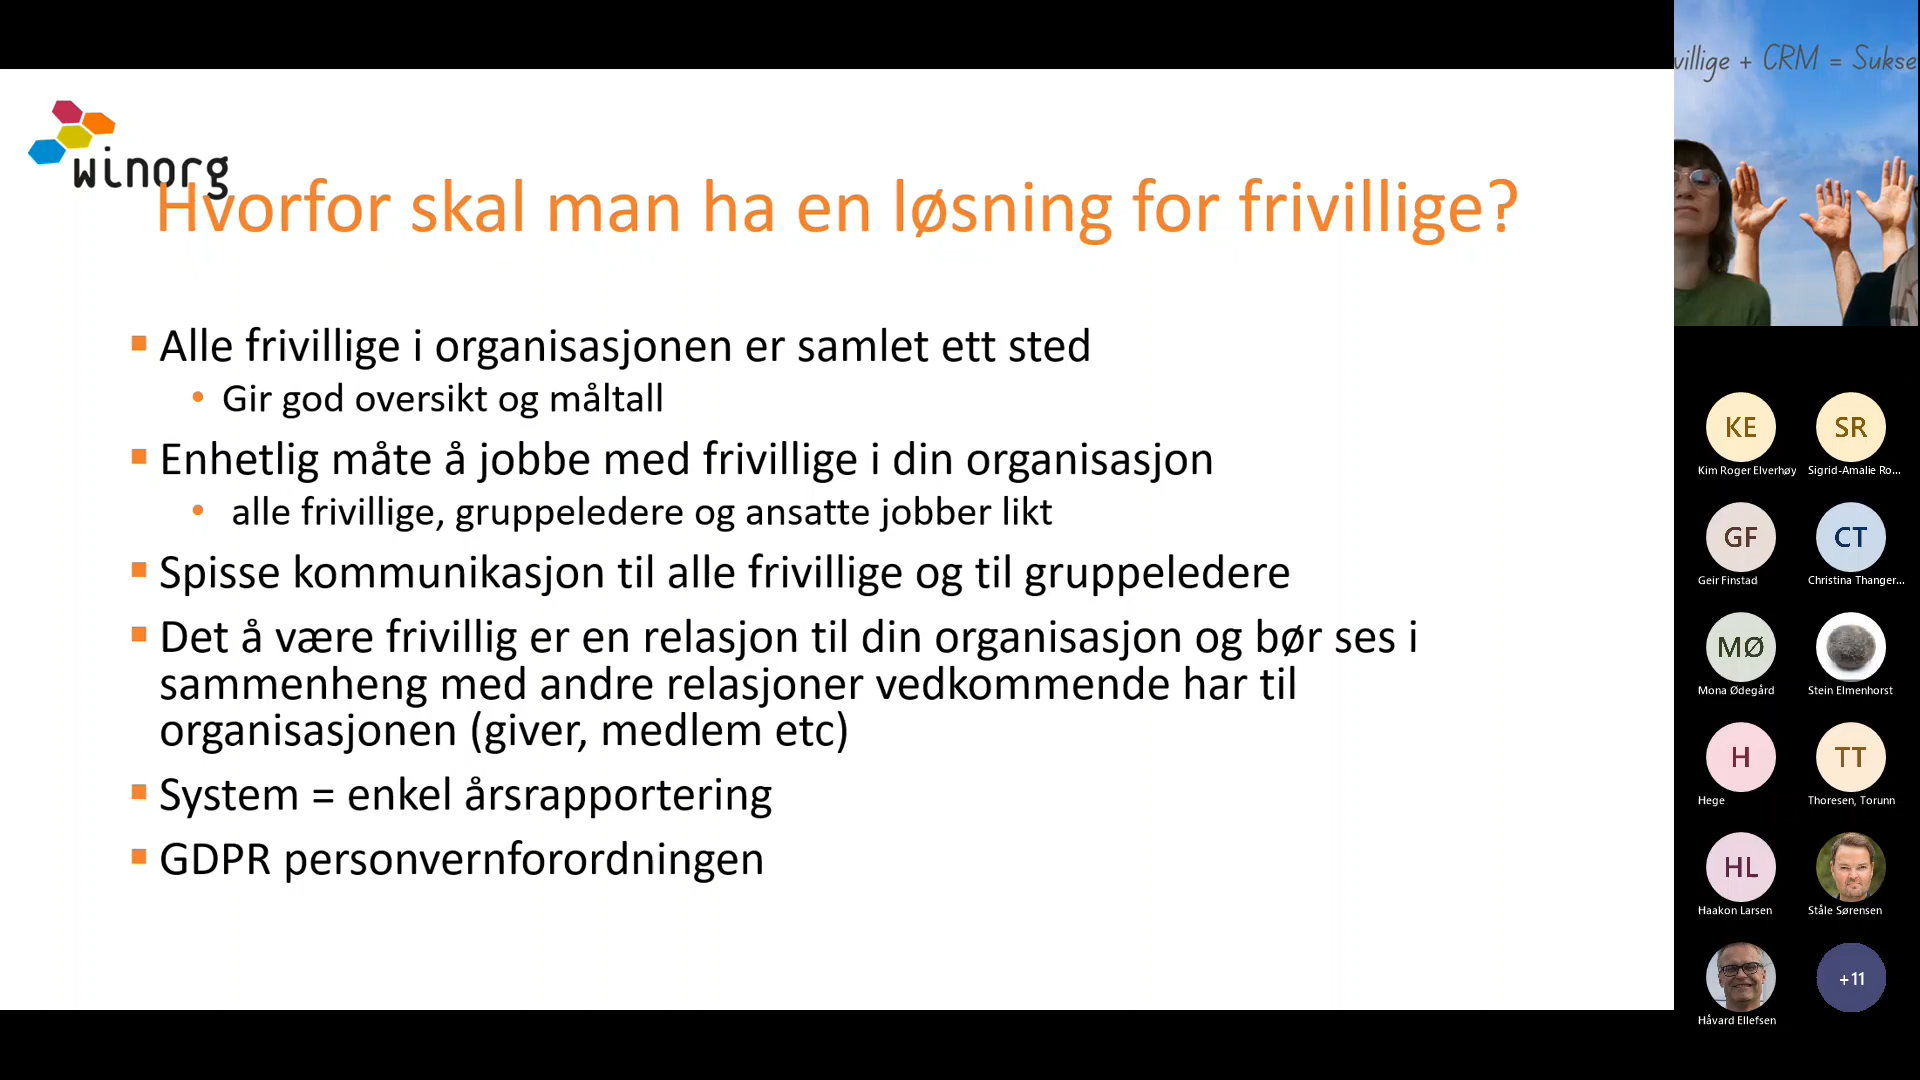 winorg
Hvorfor skal man ha en løsning for frivillige?
Alle frivillige i organisasjonen er samlet ett sted
Gir god oversikt og måltall
Enhetlig måte å jobbe med frivillige i din organisasjon
alle frivillige, gruppeledere og ansatte jobber likt
Spisse kommunikasjon til alle frivillige og til gruppeledere
Det å være frivillig er en relasjon til din organisasjon og bør ses i
sammenheng med andre relasjoner vedkommende har til
organisasjonen (giver, medlem etc)
System = enkel årsrapportering
GDPR personvernforordningen
villige + CRM = Sukse
KE
Kim Roger Elverhøy
SR
Sigrid-Amalie Ro...
GF
Geir Finstad
CT
Christina Thanger...
MØ
Mona Ødegård
Stein Elmenhorst
H
Hege
TT
Thoresen, Torunn
HL
Haakon Larsen
Ståle Sørensen
Håvard Ellefsen
+11